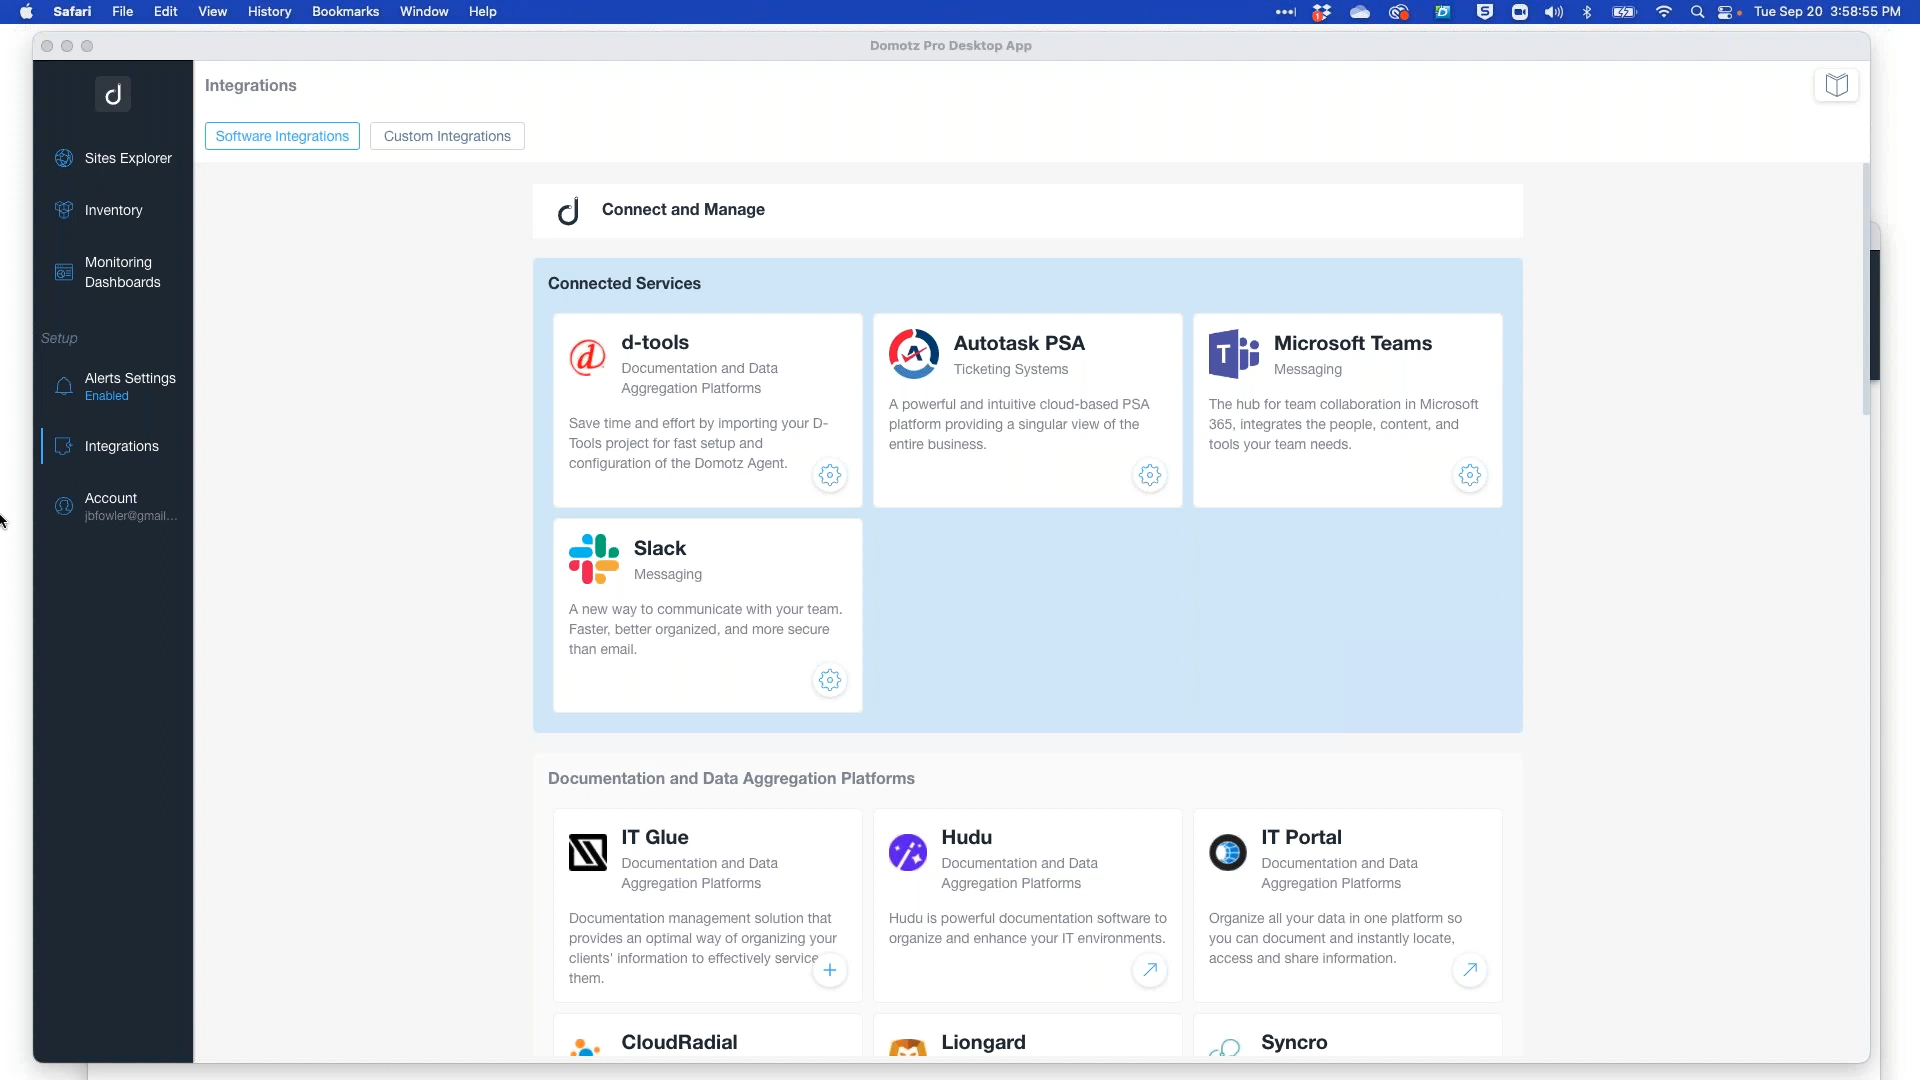 Safari File Edit View History Bookmarks Window Help
Tue Sep 20 3:58:55 PM
Domotz Pro Desktop App
Integrations
Software Integrations
Custom Integrations
Sites Explorer
Inventory
Monitoring
Dashboards
Setup
Alerts Settings
Enabled
Integrations
Account
jbfowler@gmail...
Connect and Manage
Connected Services
d-tools
Documentation and Data
Aggregation Platforms
Save time and effort by importing your D-
Tools project for fast setup and
configuration of the Domotz Agent.
Autotask PSA
Ticketing Systems
A powerful and intuitive cloud-based PSA
platform providing a singular view of the
entire business.
Microsoft Teams
Messaging
The hub for team collaboration in Microsoft
365, integrates the people, content, and
tools your team needs.
Slack
Messaging
A new way to communicate with your team.
Faster, better organized, and more secure
than email.
Documentation and Data Aggregation Platforms
IT Glue
Documentation and Data
Aggregation Platforms
Documentation management solution that
provides an optimal way of organizing your
clients' information to effectively service
them.
Hudu
Documentation and Data
Aggregation Platforms
Hudu is powerful documentation software to
organize and enhance your IT environments.
IT Portal
Documentation and Data
Aggregation Platforms
Organize all your data in one platform so
you can document and instantly locate,
access and share information.
CloudRadial
Liongard
Syncro